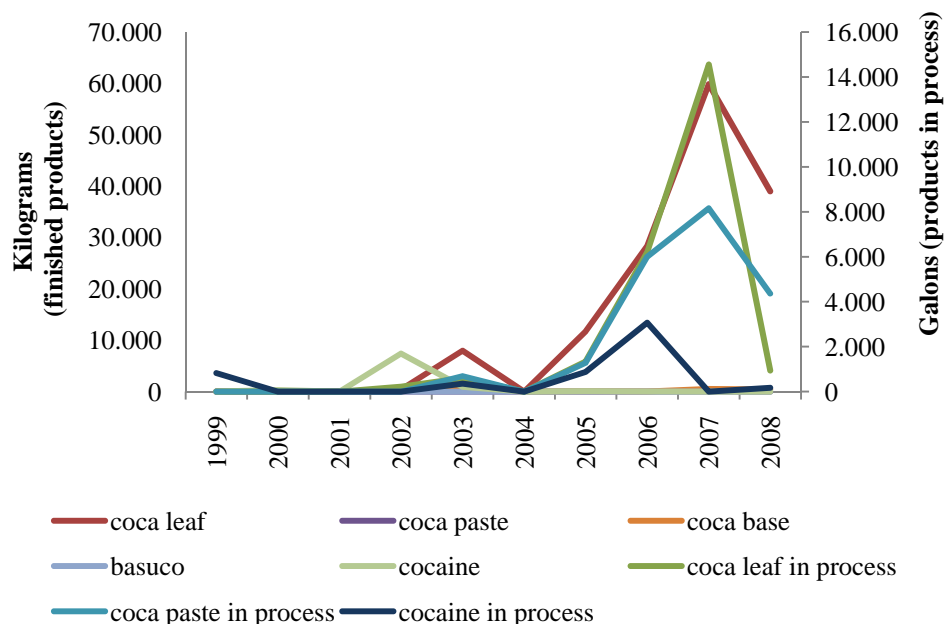 70.000
60.000
50.000
40.000
30.000
20.000
10.000
0
Kilograms
(finished products)
16.000
14.000
12.000
10.000
8.000
6.000
4.000
2.000
0
Galons (products in process)
1999
2000
2001
2002
2003
2004
2005
2006
2007
2008
coca leaf
coca paste
coca base
basuco
cocaine
coca leaf in process
coca paste in process
cocaine in process